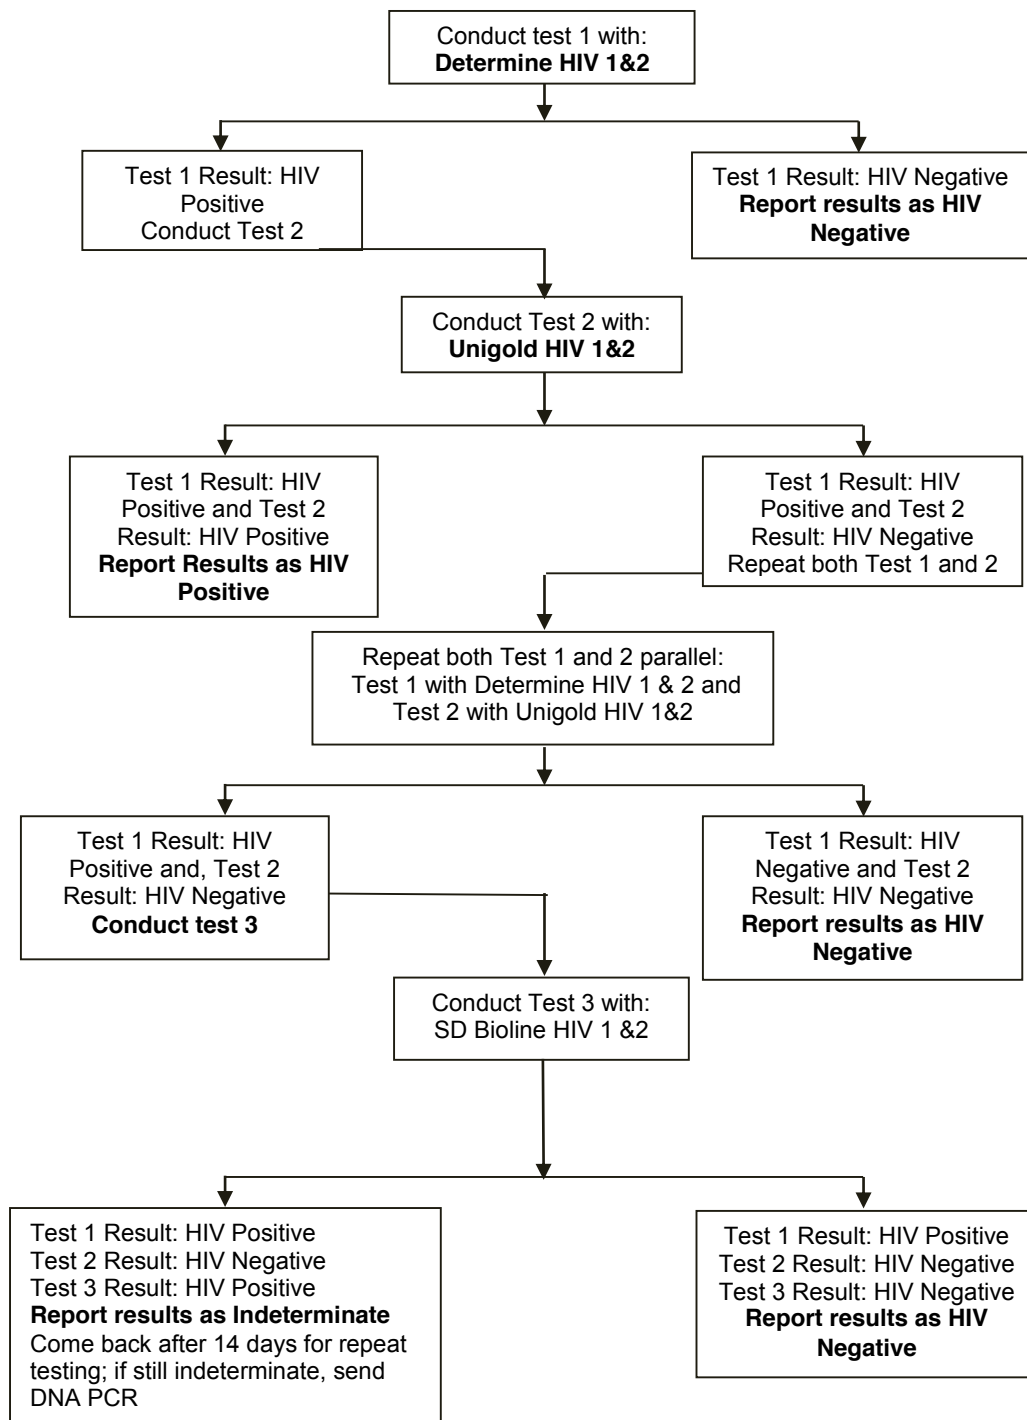 Conduct test 1 with:
Determine HIV 1&2
Test 1 Result: HIV
Positive
Conduct Test 2
Test 1 Result: HIV Negative
Report results as HIV
Negative
Conduct Test 2 with:
Unigold HIV 1&2
Test 1 Result: HIV
Positive and Test 2
Result: HIV Positive
Report Results as HIV
Positive
Test 1 Result: HIV
Positive and Test 2
Result: HIV Negative
Repeat both Test 1 and 2
Repeat both Test 1 and 2 parallel:
Test 1 with Determine HIV 1 & 2 and
Test 2 with Unigold HIV 1&2
Test 1 Result: HIV
Positive and, Test 2
Result: HIV Negative
Conduct test 3
Test 1 Result: HIV
Negative and Test 2
Result: HIV Negative
Report results as HIV
Negative
Conduct Test 3 with:
SD Bioline HIV 1 &2
Test 1 Result: HIV Positive
Test 2 Result: HIV Negative
Test 3 Result: HIV Positive
Report results as Indeterminate
Come back after 14 days for repeat
testing; if still indeterminate, send
DNA PCR
Test 1 Result: HIV Positive
Test 2 Result: HIV Negative
Test 3 Result: HIV Negative
Report results as HIV
Negative